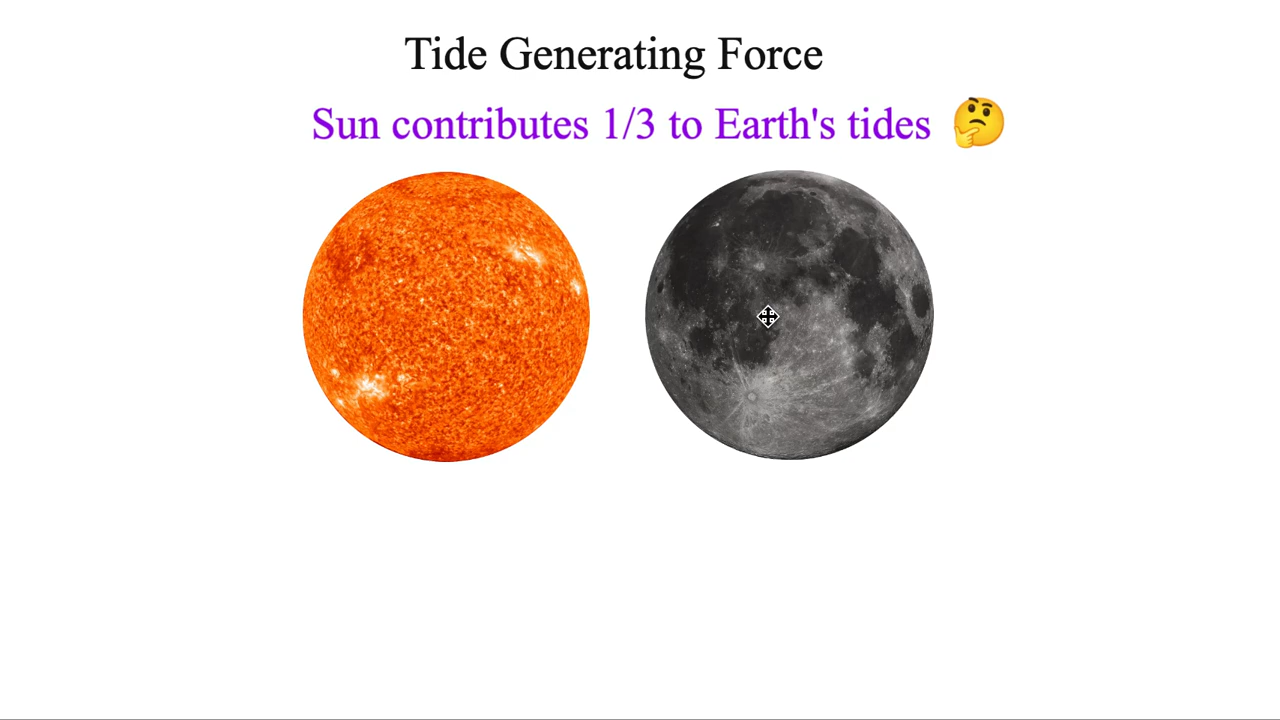 Tide Generating Force
Sun contributes 1/3 to Earth's tides 🤔